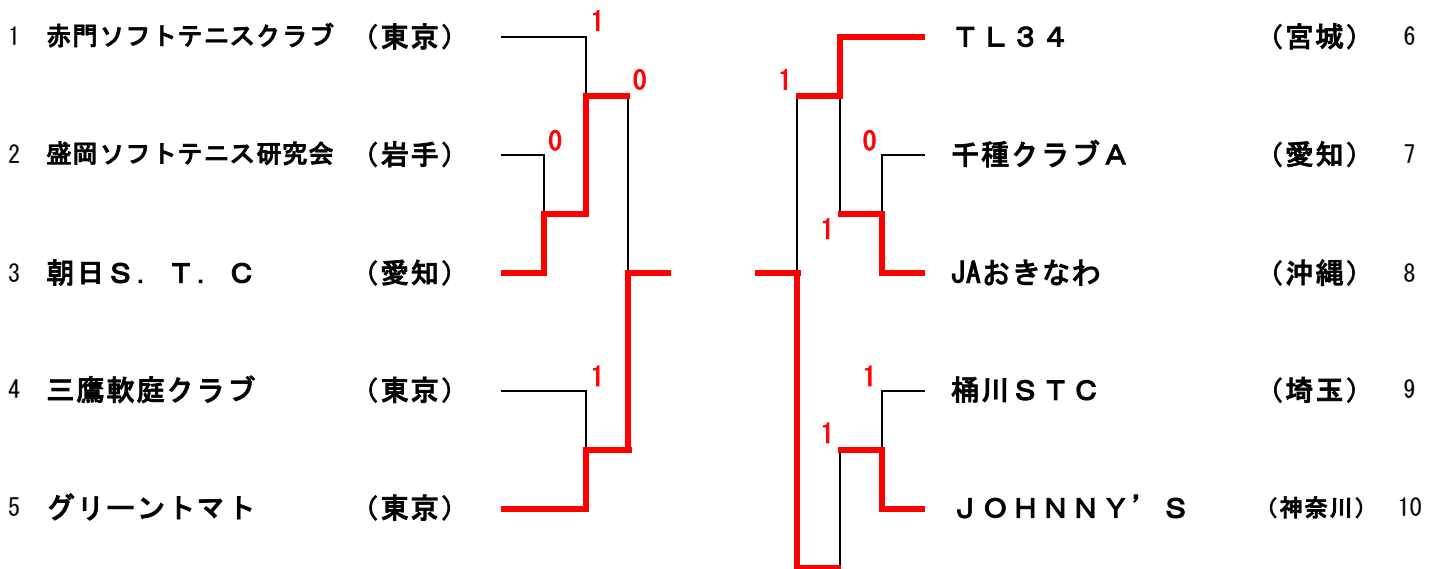 1 赤門ソフトテニスクラブ （東京） 1
0
2 盛岡ソフトテニス研究会 （岩手） 0
3 朝日Ｓ．Ｔ．Ｃ （愛知）
4 三鷹軟庭クラブ （東京） 1
5 グリーントマト （東京）
ＴＬ３４ （宮城） 6
1
0 千種クラブＡ （愛知） 7
1
JAおきなわ （沖縄） 8
1 桶川ＳＴＣ （埼玉） 9
1
ＪＯＨＮＮＹ’Ｓ （神奈川） 10